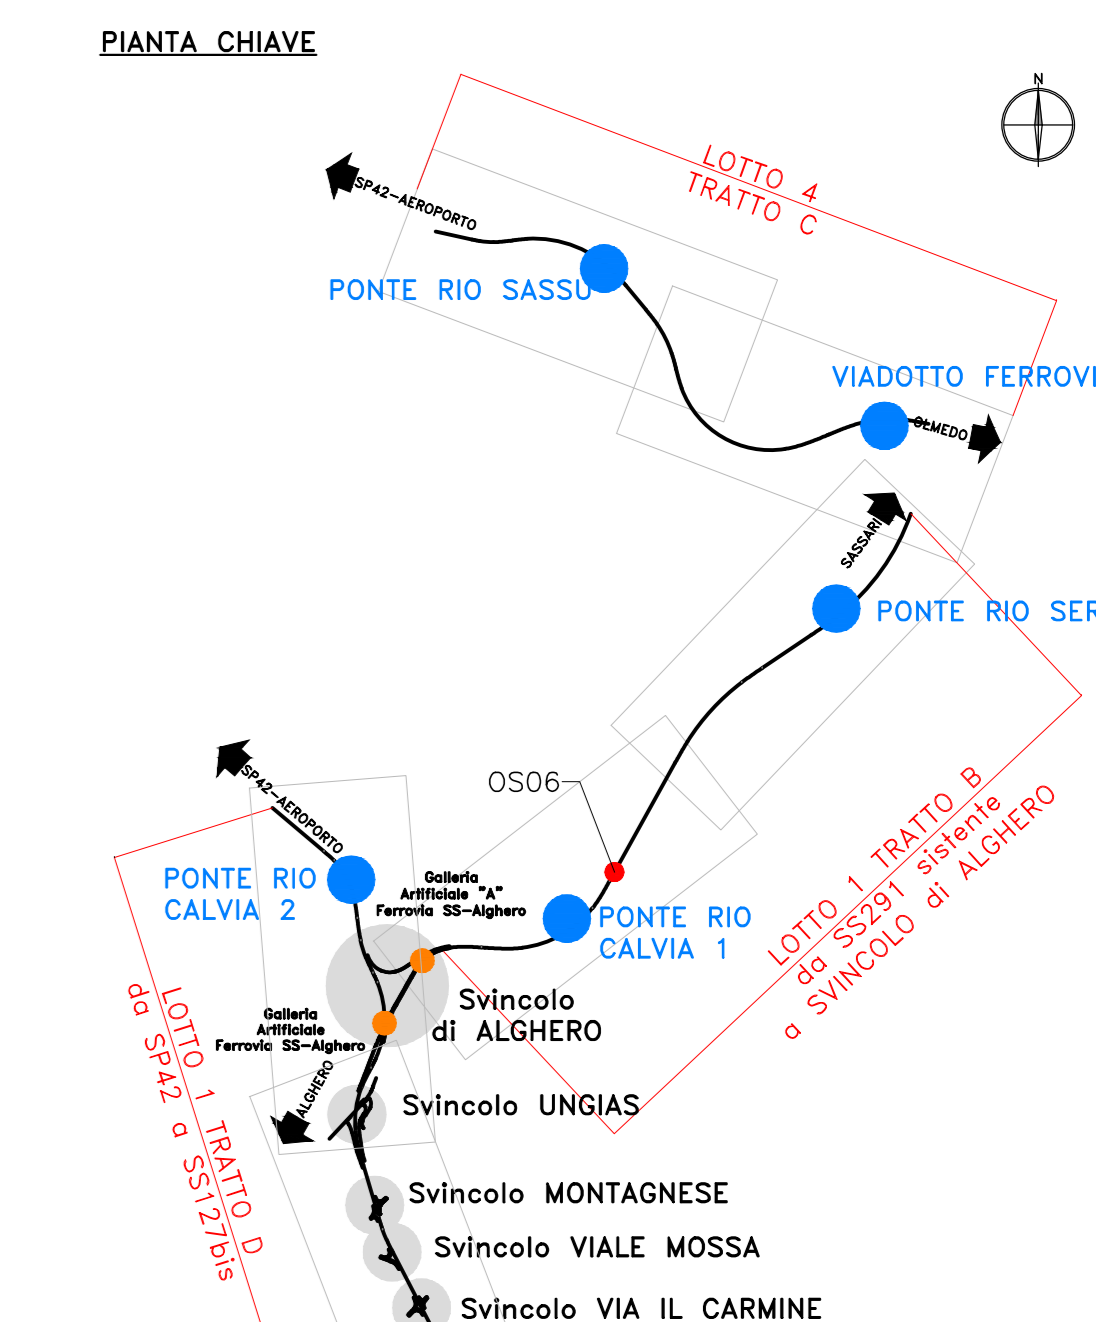 PIANTA CHIAVE
N
LOTTO 4
TRATTO C
SP42-AEROPORTO
PONTE RIO SASSU
VIADOTTO FERROVI
OLMEDO
SASSARI
PONTE RIO SER
SP42-AEROPORTO
OS06
LOTTO 1 TRATTO B
da SS291 sistente
a SVINCOLO di ALGHERO
PONTE RIO
CALVIA 2
Galleria
Artificiale "A"
Ferrovia SS-Alghero
PONTE RIO
CALVIA 1
Svincolo
di ALGHERO
Galleria
Artificiale
Ferrovia SS-Alghero
LOTTO 1 TRATTO D
da SP42 a SS127bis
ALGHERO
Svincolo UNGIAS
Svincolo MONTAGNESE
Svincolo VIALE MOSSA
Svincolo VIA IL CARMINE